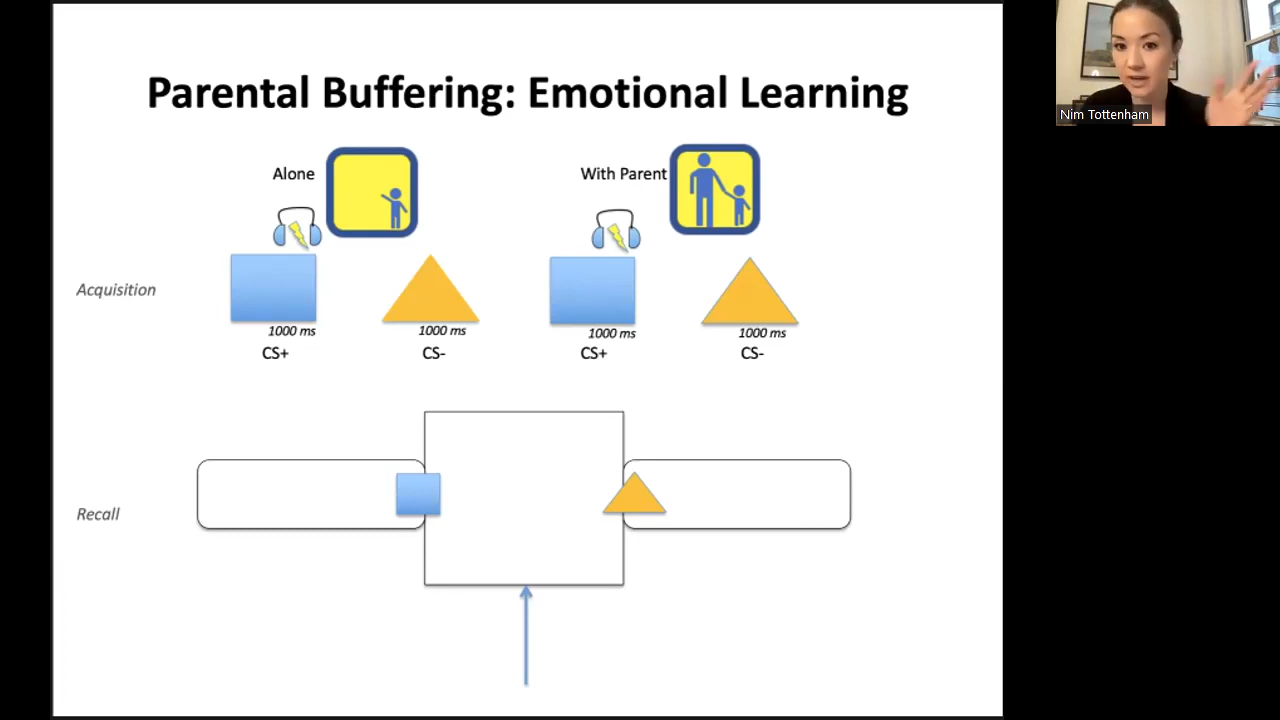 Parental Buffering: Emotional Learning
Alone
With Parent
Acquisition
1000 ms
1000 ms
1000 ms
1000 ms
CS+
CS-
CS+
CS-
Recall
Nim Tottenham